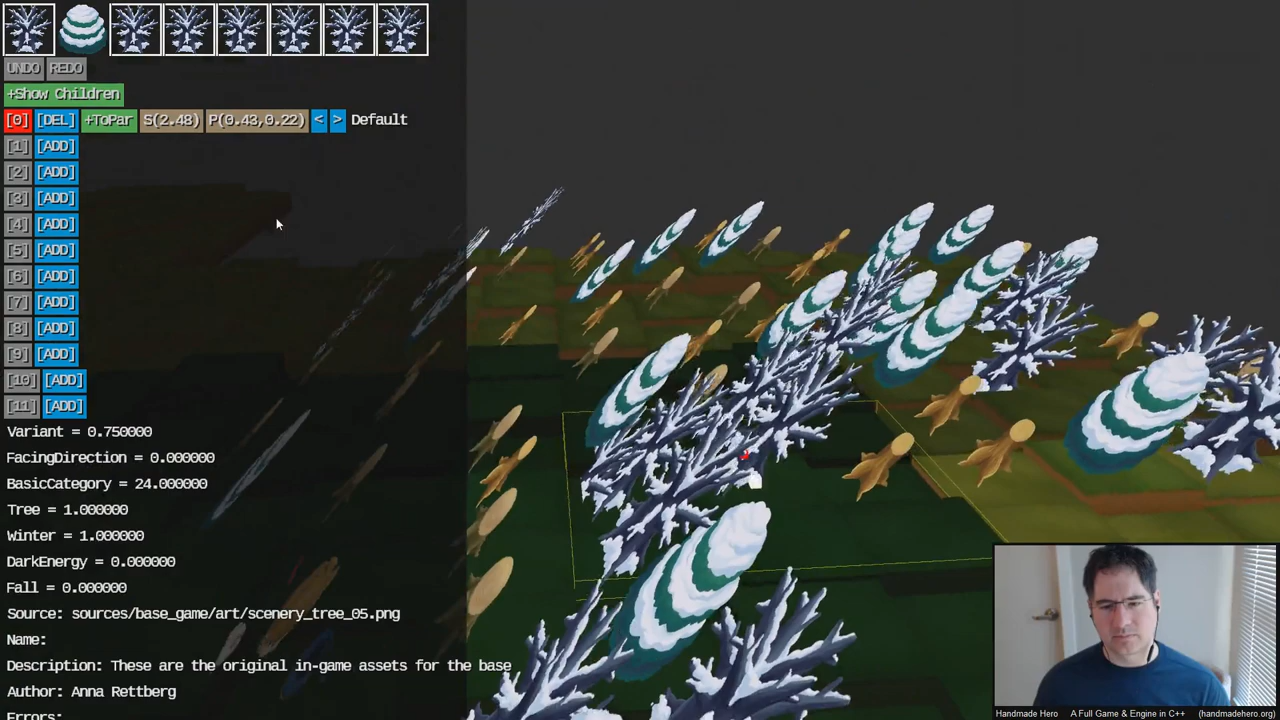 UNDO REDO
+Show Children
[0] [DEL] +ToPar S(2.48) P(0.43,0.22) < > Default
[1] [ADD]
[2] [ADD]
[3] [ADD]
[4] [ADD]
[5] [ADD]
[6] [ADD]
[7] [ADD]
[8] [ADD]
[9] [ADD]
[10] [ADD]
[11] [ADD]
Variant = 0.750000
FacingDirection = 0.000000
BasicCategory = 24.000000
Tree = 1.000000
Winter = 1.000000
DarkEnergy = 0.000000
Fall = 0.000000
Source: sources/base_game/art/scenery_tree_05.png
Name:
Description: These are the original in-game assets for the base
Author: Anna Rettberg
Errors:
Handmade Hero A Full Game & Engine in C++ (handmadehero.org)